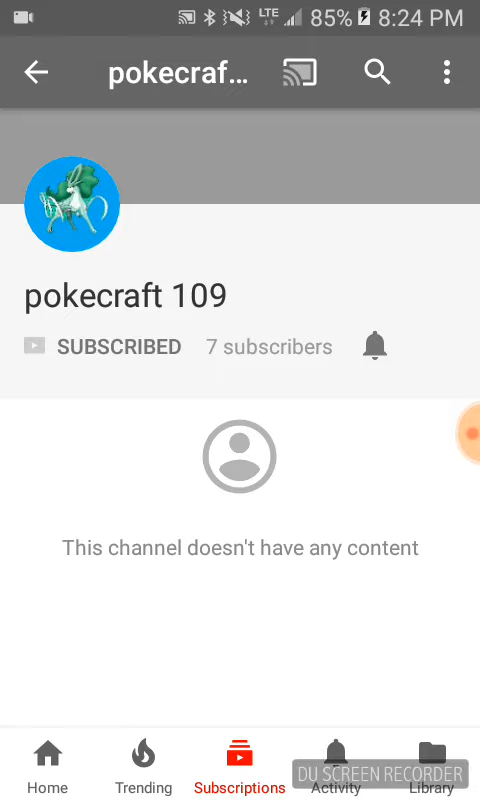 LTE 85% 8:24 PM
pokecraf...
pokecraft 109
SUBSCRIBED 7 subscribers
This channel doesn't have any content
Home Trending Subscriptions Activity Library
DU SCREEN RECORDER